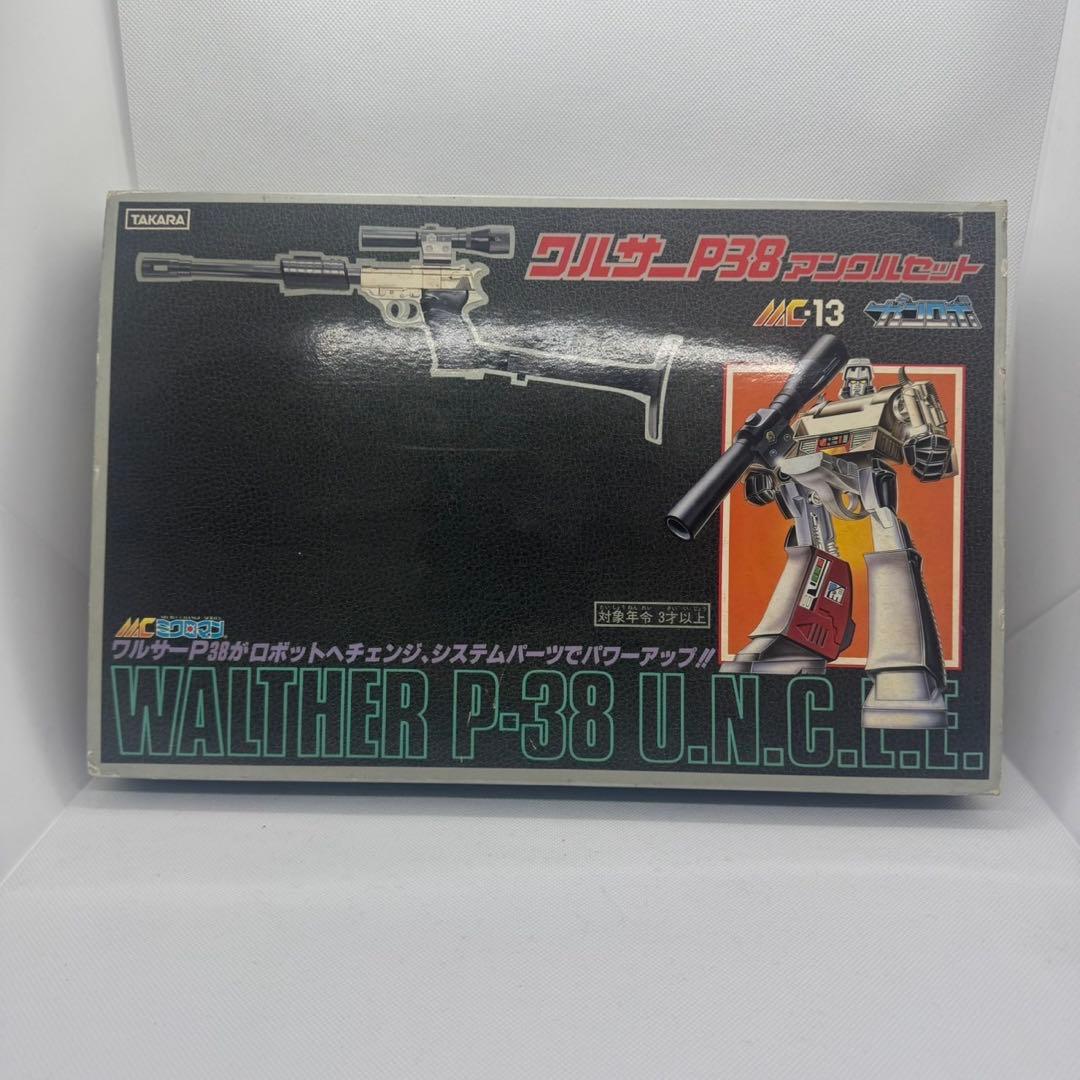 TAKARA
ワルサーP38 アンクルセット
MC-13 ガンロボ
対象年令 3才以上
MC ミクロマン
ワルサーP38がロボットへチェンジ、システムパーツでパワーアップ!!
WALTHER P-38 U.N.C.L.E.